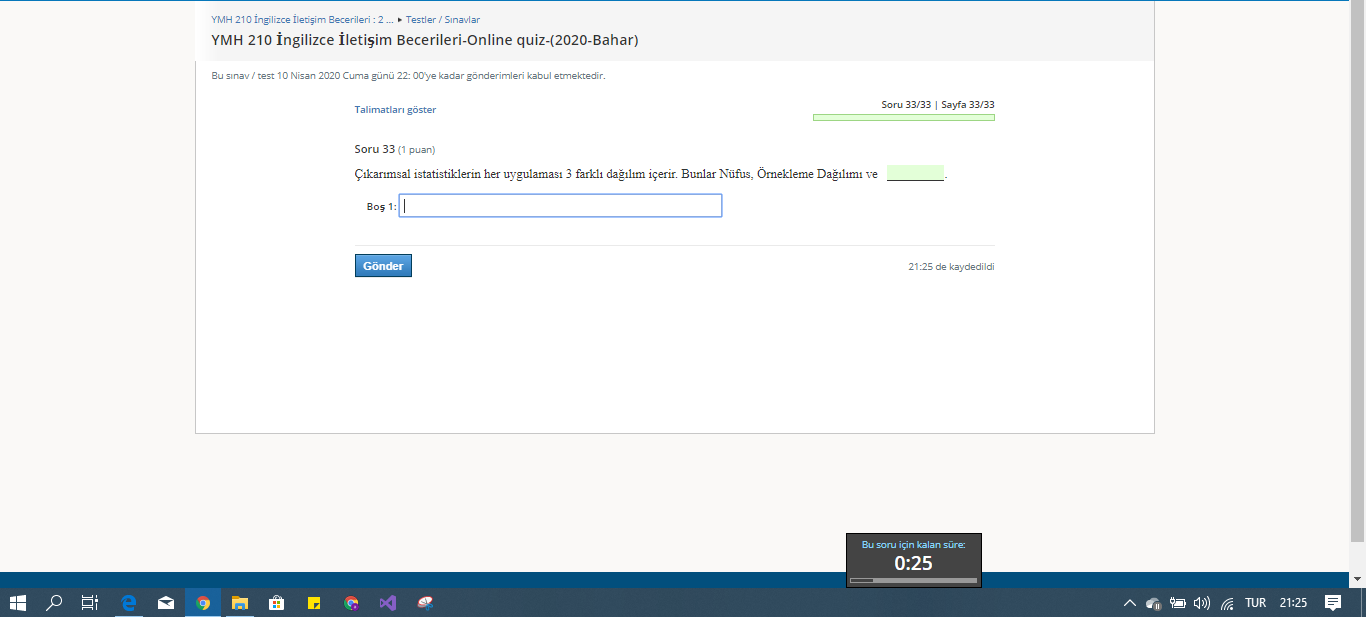 YMH 210 İngilizce İletişim Becerileri : 2 ... ▸ Testler / Sınavlar
YMH 210 İngilizce İletişim Becerileri-Online quiz-(2020-Bahar)
Bu sınav / test 10 Nisan 2020 Cuma günü 22: 00'ye kadar gönderimleri kabul etmektedir.
Talimatları göster
Soru 33/33 | Sayfa 33/33
Soru 33 (1 puan)
Çıkarımsal istatistiklerin her uygulaması 3 farklı dağılım içerir. Bunlar Nüfus, Örnekleme Dağılımı ve ________.
Boş 1:
Gönder
21:25 de kaydedildi
Bu soru için kalan süre:
0:25
TUR
21:25